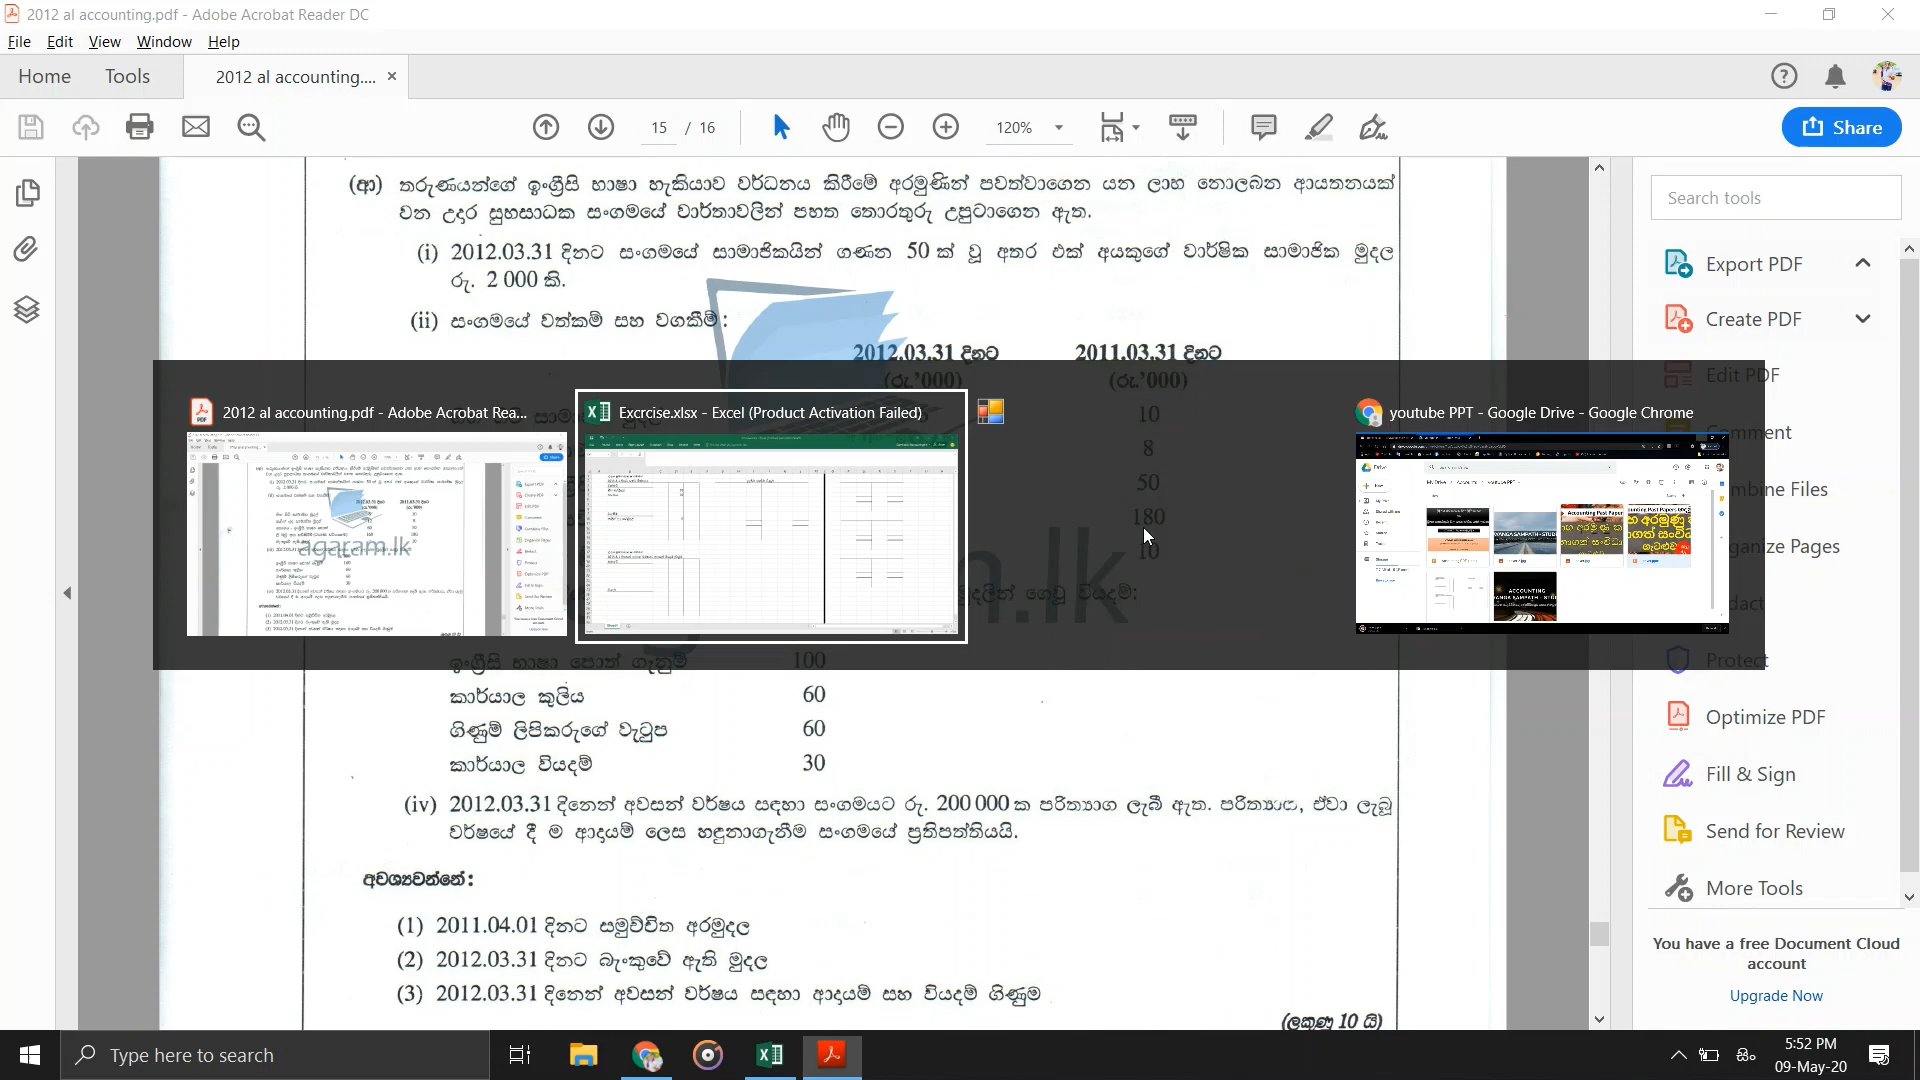 2012 al accounting.pdf - Adobe Acrobat Reader DC
File Edit View Window Help
Home Tools 2012 al accounting....
15 / 16 120% Share
(ආ) තරුණයන්ගේ ඉංග්‍රීසි භාෂා හැකියාව වර්ධනය කිරීමේ අරමුණින් පවත්වාගෙන යන ලාභ නොලබන ආයතනයක්
වන උදාර සුභසාධක සංගමයේ වාර්තාවලින් පහත තොරතුරු උපුටාගෙන ඇත.
(i) 2012.03.31 දිනට සංගමයේ සාමාජිකයින් ගණන 50 ක් වූ අතර එක් අයකුගේ වාර්ෂික සාමාජික මුදල
රු. 2 000 කි.
(ii) සංගමයේ වත්කම් සහ වගකීම් :
2012.03.31 දිනට 2011.03.31 දිනට
(රු.'000) (රු.'000)
10
8
50
180
10
2012 al accounting.pdf - Adobe Acrobat Rea...
Excrcise.xlsx - Excel (Product Activation Failed)
youtube PPT - Google Drive - Google Chrome
agaram.lk
මුදලින් ගෙවූ වියදම්:
ඉංග්‍රීසි භාෂා පොත් ගැනුම් 100
කාර්යාල කුලිය 60
ගිණුම් ලිපිකරුගේ වැටුප 60
කාර්යාල වියදම් 30
(iv) 2012.03.31 දිනෙන් අවසන් වර්ෂය සඳහා සංගමයට රු. 200 000 ක පරිත්‍යාග ලැබී ඇත. පරිත්‍යාග, ඒවා ලැබූ
වර්ෂයේ දී ම ආදායම් ලෙස හඳුනාගැනීම සංගමයේ ප්‍රතිපත්තියයි.
අවශ්‍යවන්නේ :
(1) 2011.04.01 දිනට සමුච්චිත අරමුදල
(2) 2012.03.31 දිනට බැංකුවේ ඇති මුදල
(3) 2012.03.31 දිනෙන් අවසන් වර්ෂය සඳහා ආදායම් සහ වියදම් ගිණුම
(ලකුණු 10 යි)
Search tools
Export PDF
Create PDF
Edit PDF
Comment
Combine Files
Organize Pages
Redact
Protect
Optimize PDF
Fill & Sign
Send for Review
More Tools
You have a free Document Cloud
account
Upgrade Now
Type here to search
සිං
5:52 PM
09-May-20